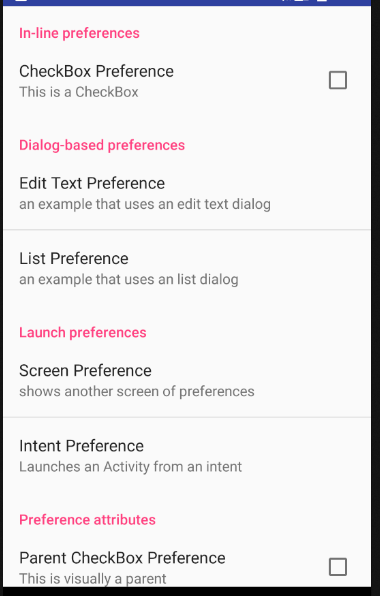 In-line preferences
CheckBox Preference
This is a CheckBox
Dialog-based preferences
Edit Text Preference
an example that uses an edit text dialog
List Preference
an example that uses an list dialog
Launch preferences
Screen Preference
shows another screen of preferences
Intent Preference
Launches an Activity from an intent
Preference attributes
Parent CheckBox Preference
This is visually a parent